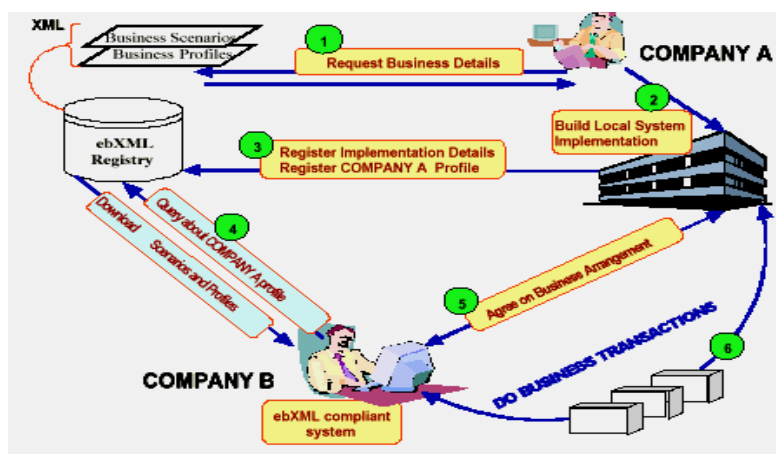 XML
Business Scenarios
Business Profiles
1
Request Business Details
COMPANY A
2
Build Local System
Implementation
ebXML
Registry
3
Register Implementation Details
Register COMPANY A Profile
4
Query about COMPANY A profile
Download Scenarios and Profiles
5
Agree on Business Arrangement
6
DO BUSINESS TRANSACTIONS
COMPANY B
ebXML compliant
system